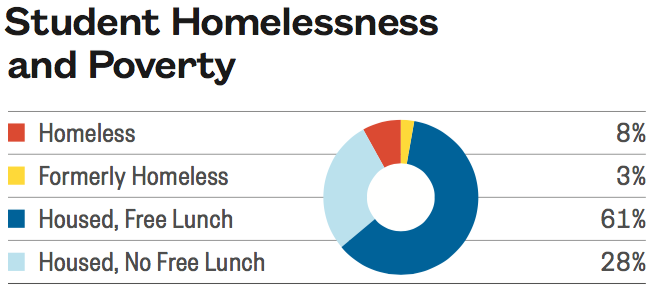 Student Homelessness
and Poverty
Homeless 8%
Formerly Homeless 3%
Housed, Free Lunch 61%
Housed, No Free Lunch 28%